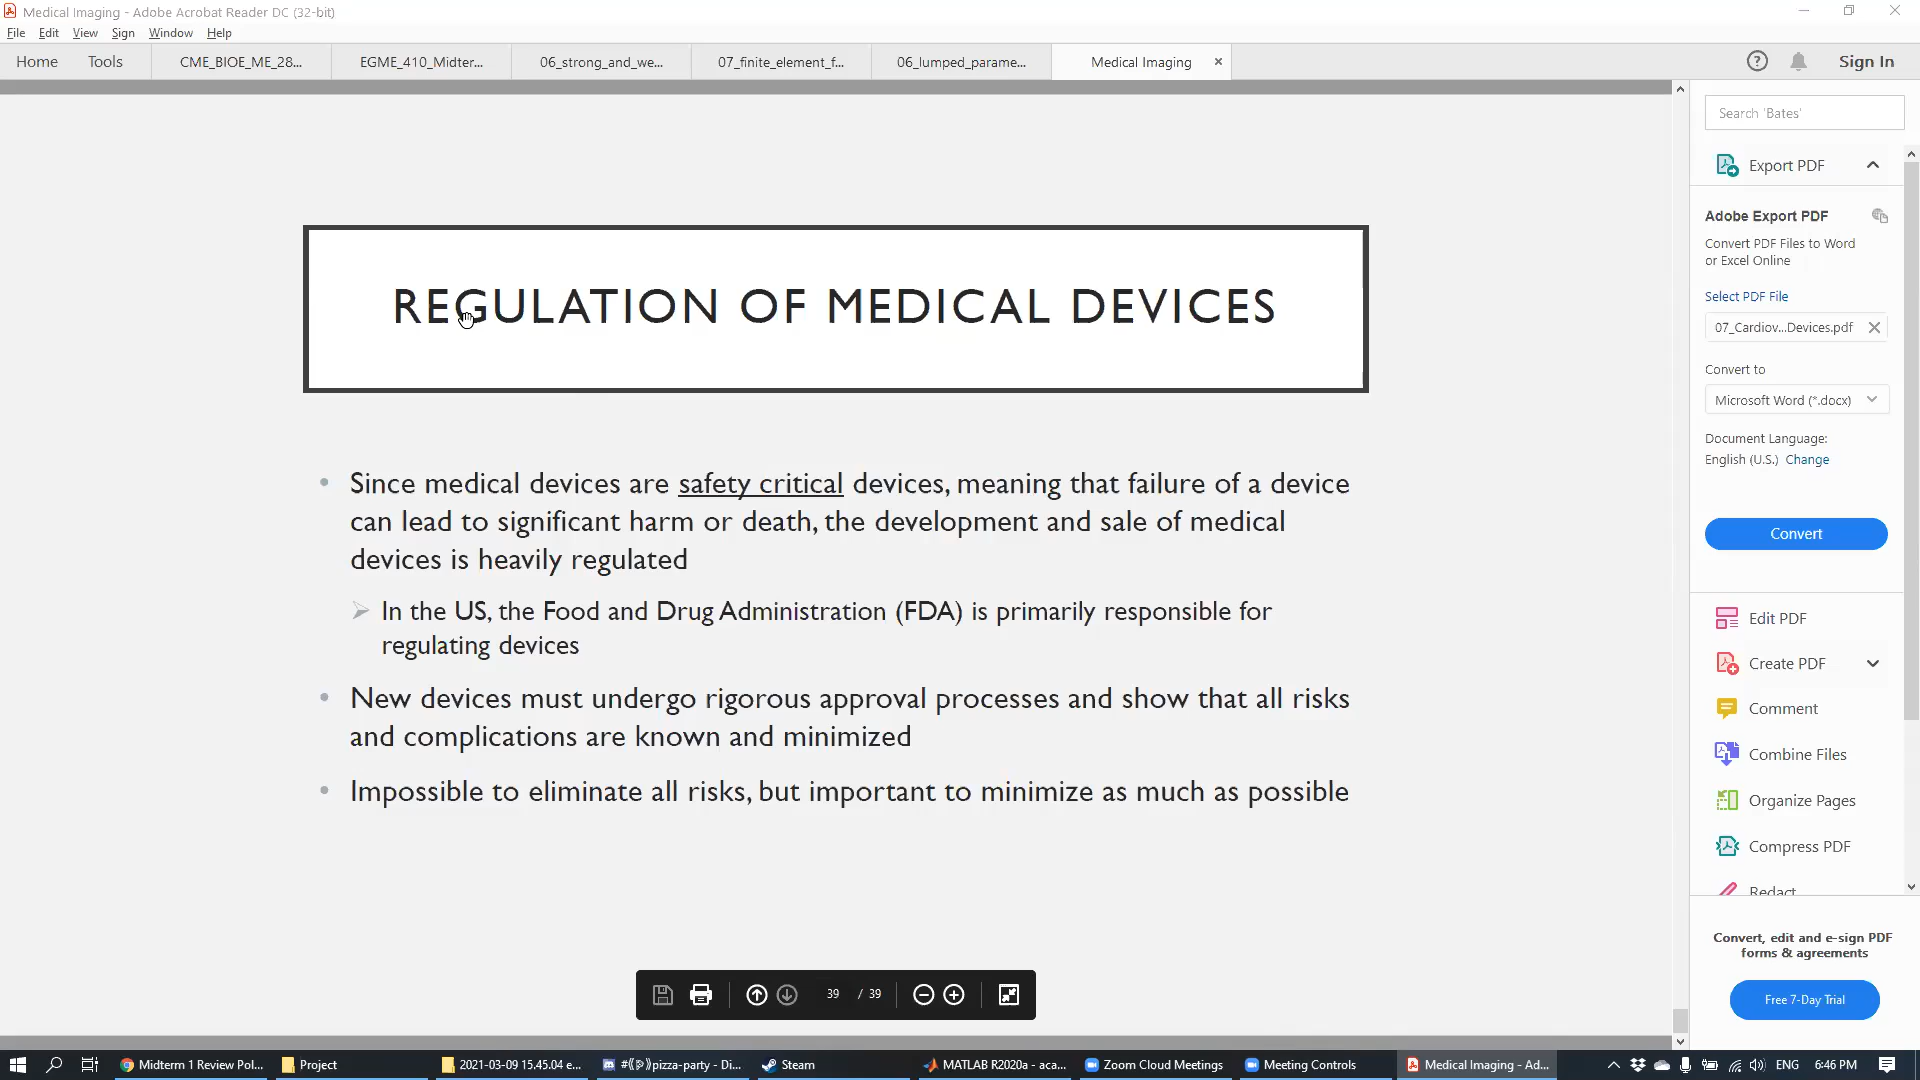 Medical Imaging - Adobe Acrobat Reader DC (32-bit)
File Edit View Sign Window Help
Home Tools CME_BIOE_ME_28... EGME_410_Midter... 06_strong_and_we... 07_finite_element_f... 06_lumped_parame... Medical Imaging Sign In
Search 'Bates'
Export PDF
Adobe Export PDF
Convert PDF Files to Word
or Excel Online
Select PDF File
07_Cardiov...Devices.pdf
Convert to
Microsoft Word (*.docx)
Document Language:
English (U.S.) Change
Convert
Edit PDF
Create PDF
Comment
Combine Files
Organize Pages
Compress PDF
Redact
Convert, edit and e-sign PDF
forms & agreements
Free 7-Day Trial
REGULATION OF MEDICAL DEVICES
• Since medical devices are safety critical devices, meaning that failure of a device
can lead to significant harm or death, the development and sale of medical
devices is heavily regulated
➢ In the US, the Food and Drug Administration (FDA) is primarily responsible for
regulating devices
• New devices must undergo rigorous approval processes and show that all risks
and complications are known and minimized
• Impossible to eliminate all risks, but important to minimize as much as possible
39 / 39
Midterm 1 Review Pol... Project 2021-03-09 15.45.04 e... pizza-party - Di... Steam MATLAB R2020a - aca... Zoom Cloud Meetings Meeting Controls Medical Imaging - Ad... ENG 6:46 PM